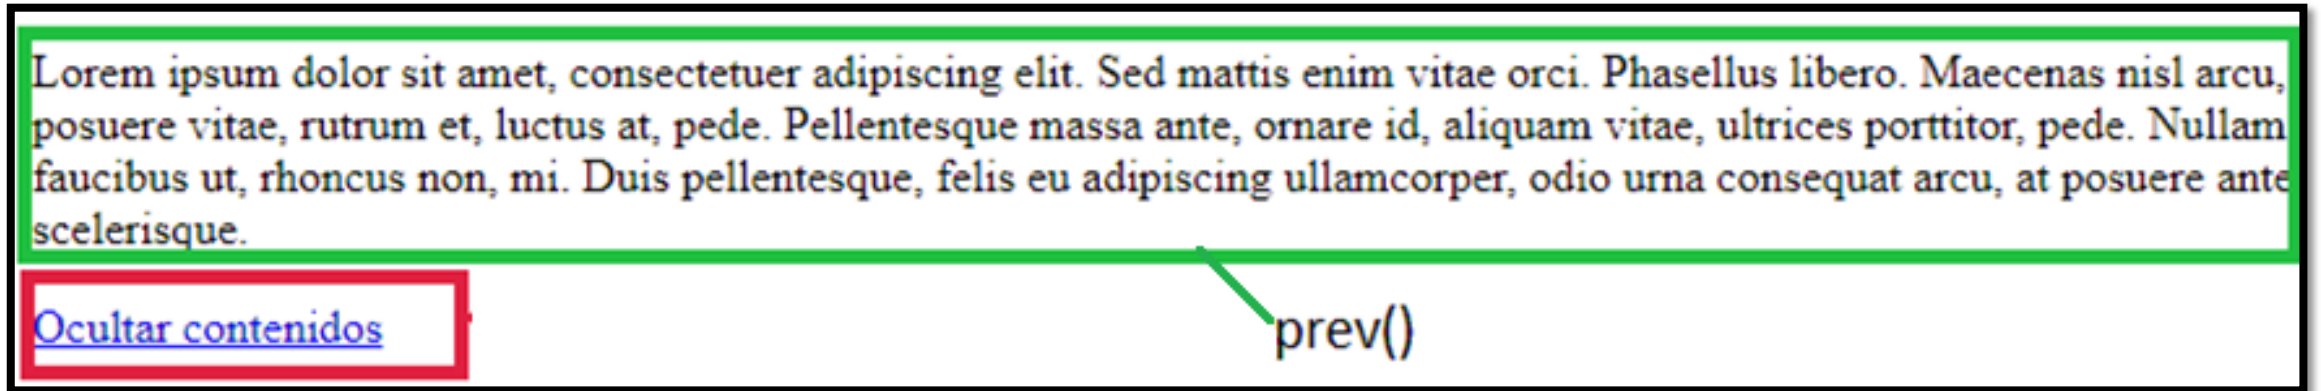 Lorem ipsum dolor sit amet, consectetuer adipiscing elit. Sed mattis enim vitae orci. Phasellus libero. Maecenas nisl arcu,
posuere vitae, rutrum et, luctus at, pede. Pellentesque massa ante, ornare id, aliquam vitae, ultrices porttitor, pede. Nullam
faucibus ut, rhoncus non, mi. Duis pellentesque, felis eu adipiscing ullamcorper, odio urna consequat arcu, at posuere ante
scelerisque.
Ocultar contenidos
prev()